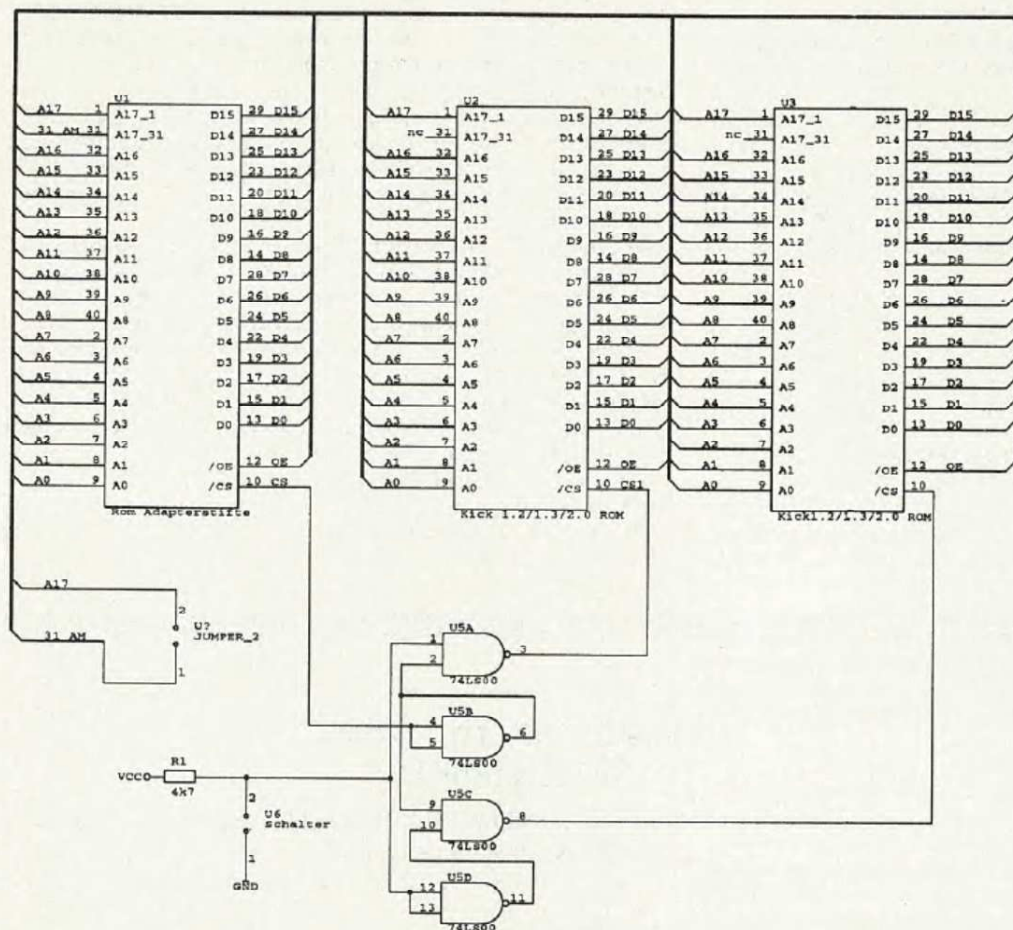 U1
A17 1 A17_1 D15 29 D15
31_AM 31 A17_31 D14 27 D14
A16 32 A16 D13 25 D13
A15 33 A15 D12 23 D12
A14 34 A14 D11 20 D11
A13 35 A13 D10 18 D10
A12 36 A12 D9 16 D9
A11 37 A11 D8 14 D8
A10 38 A10 D7 28 D7
A9 39 A9 D6 26 D6
A8 40 A8 D5 24 D5
A7 2 A7 D4 22 D4
A6 3 A6 D3 19 D3
A5 4 A5 D2 17 D2
A4 5 A4 D1 15 D1
A3 6 A3 D0 13 D0
A2 7 A2
A1 8 A1 /OE 12 OE
A0 9 A0 /CS 10 CS
Rom Adapterstifte
U2
A17 1 A17_1 D15 29 D15
nc 31 A17_31 D14 27 D14
A16 32 A16 D13 25 D13
A15 33 A15 D12 23 D12
A14 34 A14 D11 20 D11
A13 35 A13 D10 18 D10
A12 36 A12 D9 16 D9
A11 37 A11 D8 14 D8
A10 38 A10 D7 28 D7
A9 39 A9 D6 26 D6
A8 40 A8 D5 24 D5
A7 2 A7 D4 22 D4
A6 3 A6 D3 19 D3
A5 4 A5 D2 17 D2
A4 5 A4 D1 15 D1
A3 6 A3 D0 13 D0
A2 7 A2
A1 8 A1 /OE 12 OE
A0 9 A0 /CS 10 CS1
Kick 1.2/1.3/2.0 ROM
U3
A17 1 A17_1 D15 29 D15
nc 31 A17_31 D14 27 D14
A16 32 A16 D13 25 D13
A15 33 A15 D12 23 D12
A14 34 A14 D11 20 D11
A13 35 A13 D10 18 D10
A12 36 A12 D9 16 D9
A11 37 A11 D8 14 D8
A10 38 A10 D7 28 D7
A9 39 A9 D6 26 D6
A8 40 A8 D5 24 D5
A7 2 A7 D4 22 D4
A6 3 A6 D3 19 D3
A5 4 A5 D2 17 D2
A4 5 A4 D1 15 D1
A3 6 A3 D0 13 D0
A2 7 A2
A1 8 A1 /OE 12 OE
A0 9 A0 /CS 10
Kick1.2/1.3/2.0 ROM
A17
2
U?
JUMPER_2
31_AM
1
U5A
1
2
3
74LS00
U5B
4
5
6
74LS00
VCC
R1
4k7
2
U6
Schalter
1
GND
U5C
9
10
8
74LS00
U5D
12
13
11
74LS00